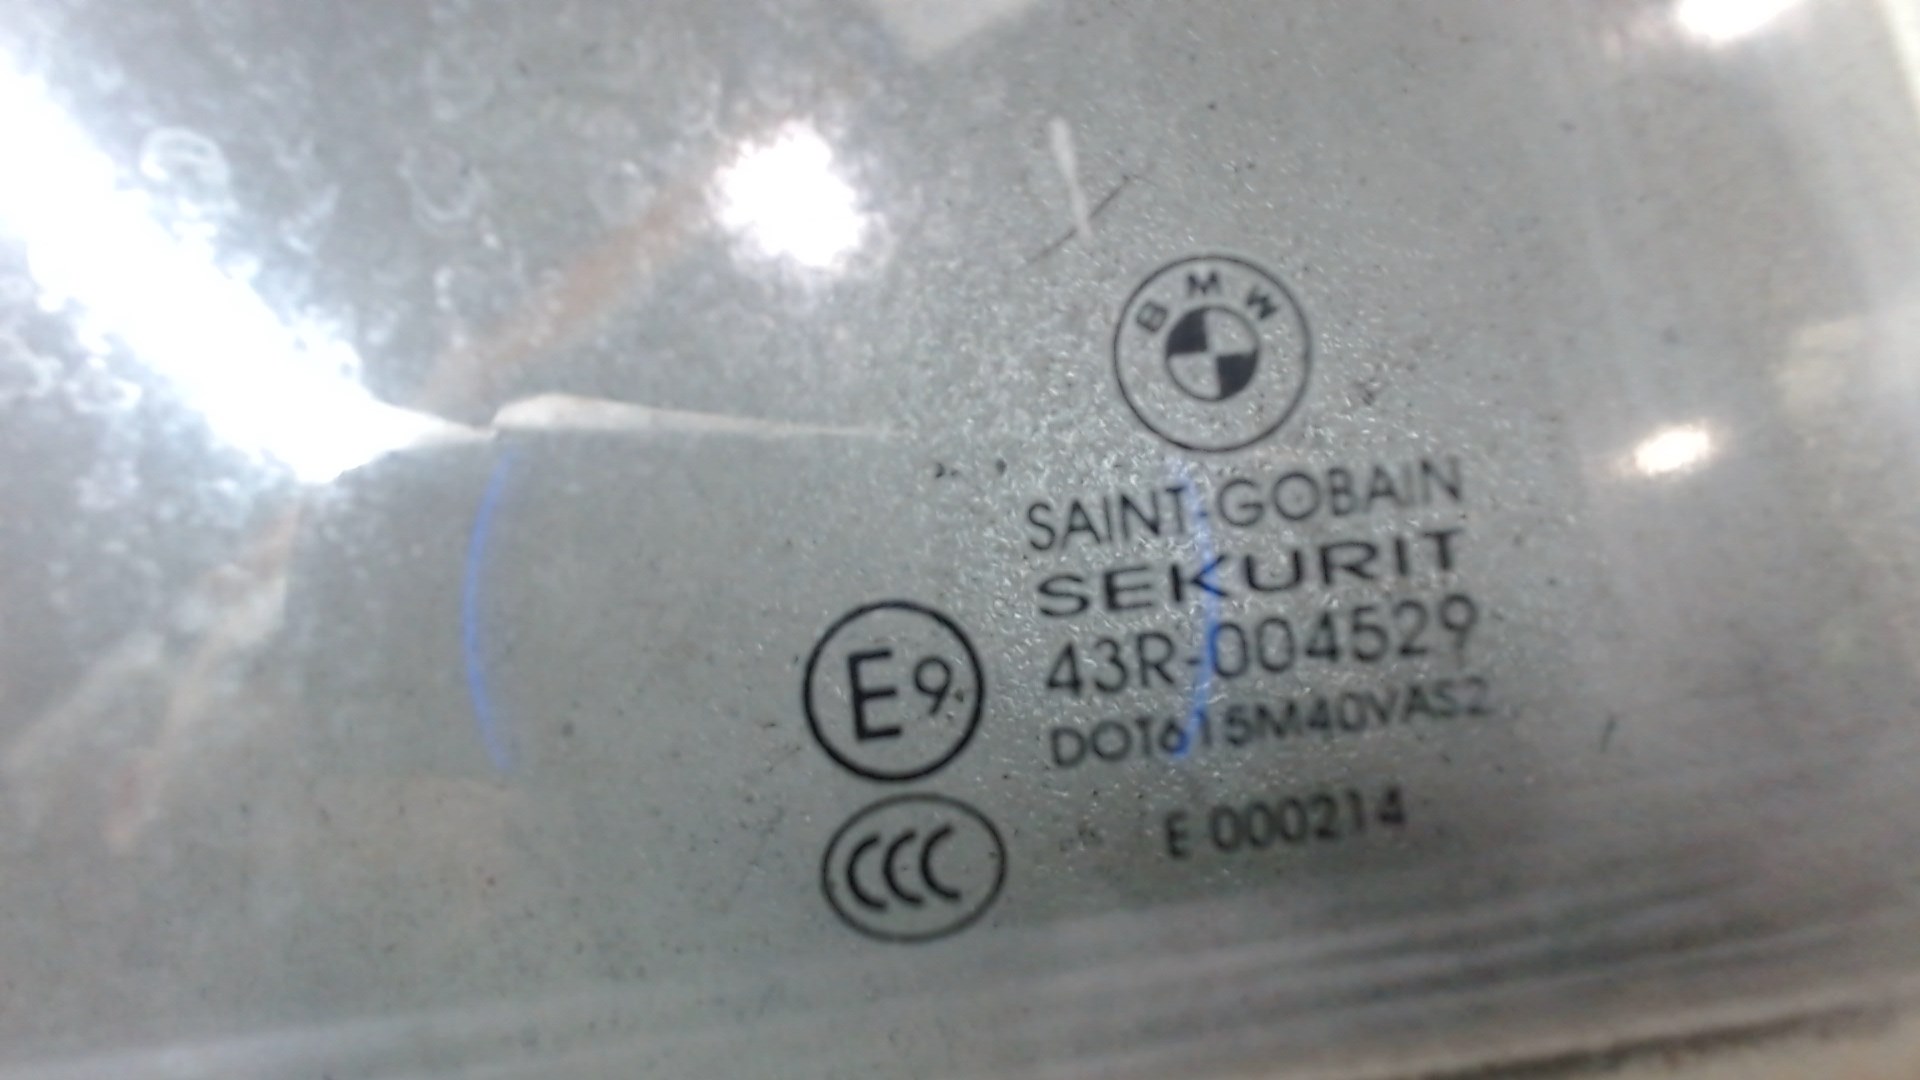 BMW
SAINT-GOBAIN
SEKURIT
43R-004529
DOT615M40VAS2
E9
CCC
E 000214